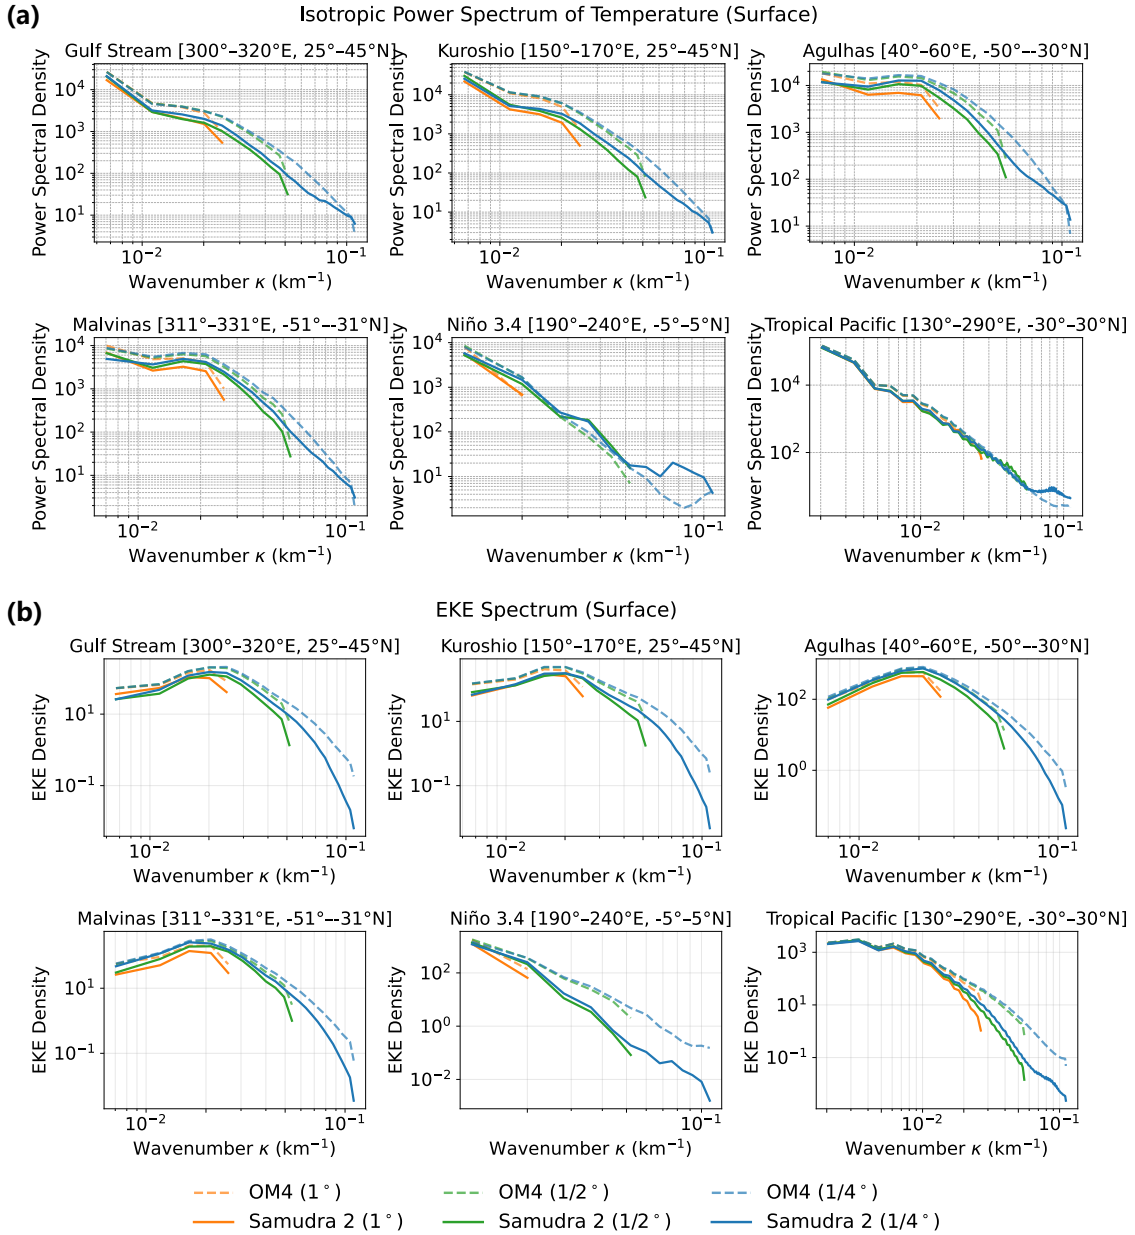 (a)
Isotropic Power Spectrum of Temperature (Surface)
Gulf Stream [300°–320°E, 25°–45°N]
Kuroshio [150°–170°E, 25°–45°N]
Agulhas [40°–60°E, -50°–-30°N]
Power Spectral Density
10⁴
10³
10²
10¹
10⁻²
10⁻¹
Wavenumber κ (km⁻¹)
Power Spectral Density
10⁴
10³
10²
10¹
10⁻²
10⁻¹
Wavenumber κ (km⁻¹)
Power Spectral Density
10⁴
10³
10²
10¹
10⁻²
10⁻¹
Wavenumber κ (km⁻¹)
Malvinas [311°–331°E, -51°–-31°N]
Niño 3.4 [190°–240°E, -5°–5°N]
Tropical Pacific [130°–290°E, -30°–30°N]
Power Spectral Density
10⁴
10³
10²
10¹
10⁻²
10⁻¹
Wavenumber κ (km⁻¹)
Power Spectral Density
10⁴
10³
10²
10¹
10⁻¹
Wavenumber κ (km⁻¹)
Power Spectral Density
10⁴
10²
10⁻²
10⁻¹
Wavenumber κ (km⁻¹)
(b)
EKE Spectrum (Surface)
Gulf Stream [300°–320°E, 25°–45°N]
Kuroshio [150°–170°E, 25°–45°N]
Agulhas [40°–60°E, -50°–-30°N]
EKE Density
10¹
10⁻¹
10⁻²
10⁻¹
Wavenumber κ (km⁻¹)
EKE Density
10¹
10⁻¹
10⁻²
10⁻¹
Wavenumber κ (km⁻¹)
EKE Density
10²
10⁰
10⁻²
10⁻¹
Wavenumber κ (km⁻¹)
Malvinas [311°–331°E, -51°–-31°N]
Niño 3.4 [190°–240°E, -5°–5°N]
Tropical Pacific [130°–290°E, -30°–30°N]
EKE Density
10¹
10⁻¹
10⁻²
10⁻¹
Wavenumber κ (km⁻¹)
EKE Density
10²
10⁰
10⁻²
10⁻¹
Wavenumber κ (km⁻¹)
EKE Density
10³
10¹
10⁻¹
10⁻²
10⁻¹
Wavenumber κ (km⁻¹)
OM4 (1°)
OM4 (1/2°)
OM4 (1/4°)
Samudra 2 (1°)
Samudra 2 (1/2°)
Samudra 2 (1/4°)